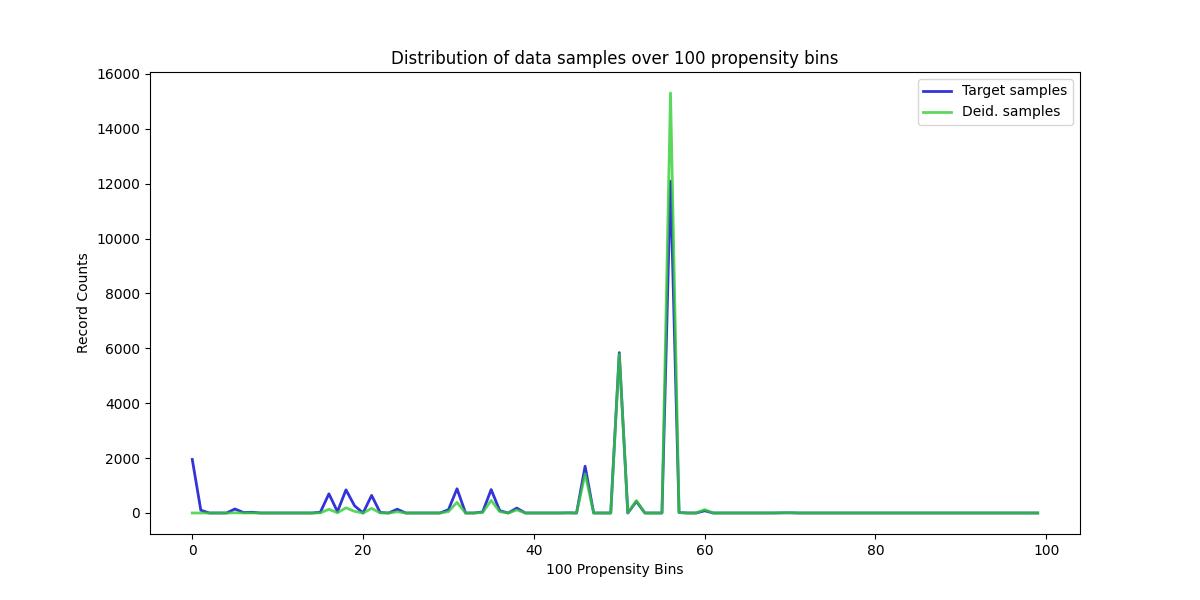 Distribution of data samples over 100 propensity bins
16000
14000
12000
10000
8000
6000
4000
2000
0
Record Counts
Target samples
Deid. samples
0 20 40 60 80 100
100 Propensity Bins